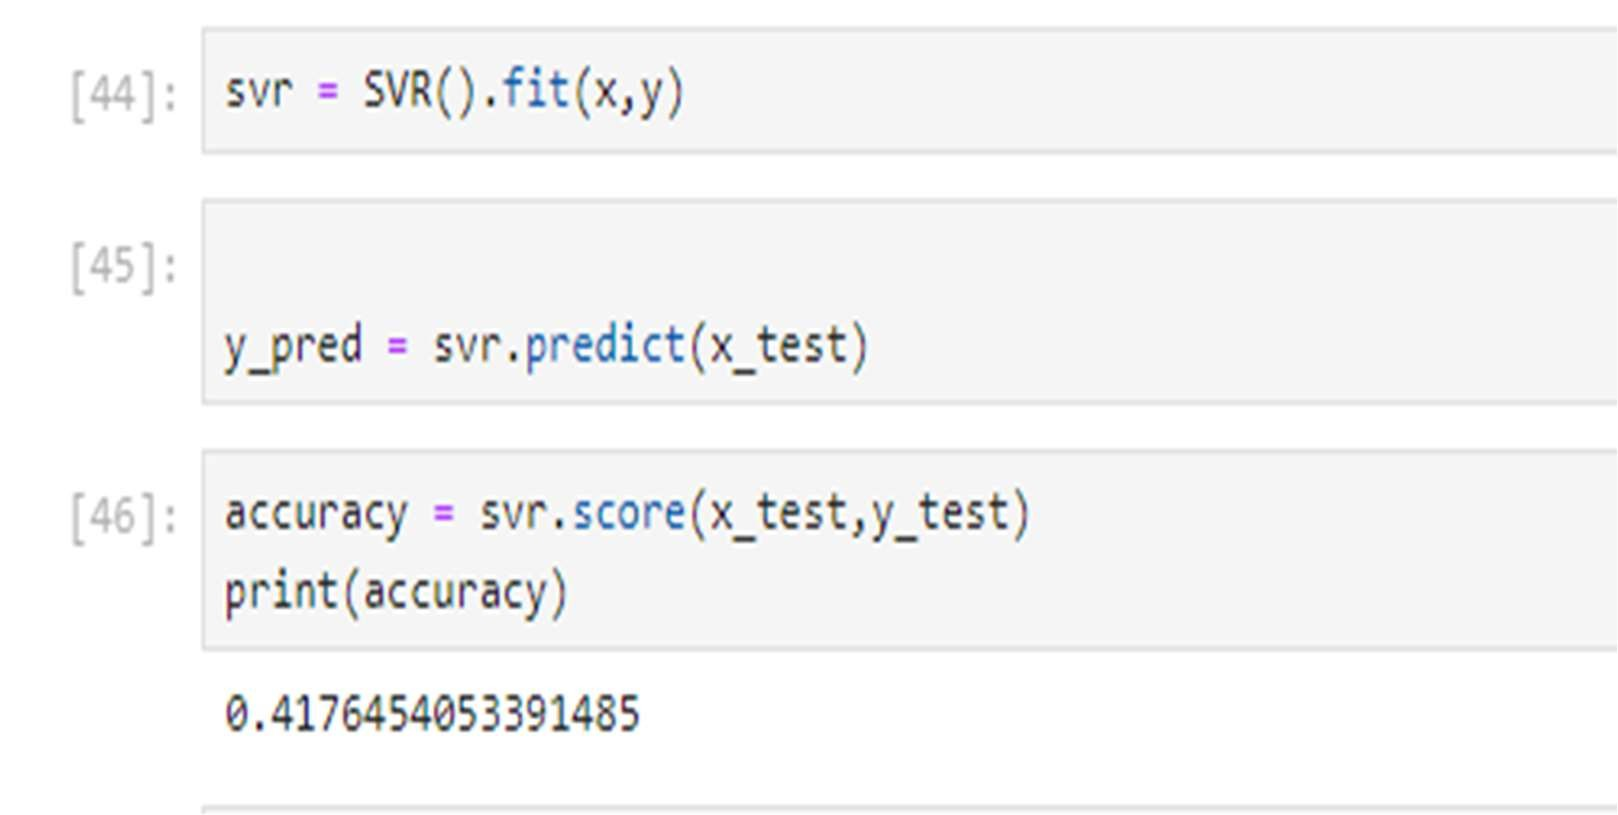 [44]: svr = SVR().fit(x,y)
[45]:
y_pred = svr.predict(x_test)
[46]: accuracy = svr.score(x_test,y_test)
print(accuracy)
0.4176454053391485